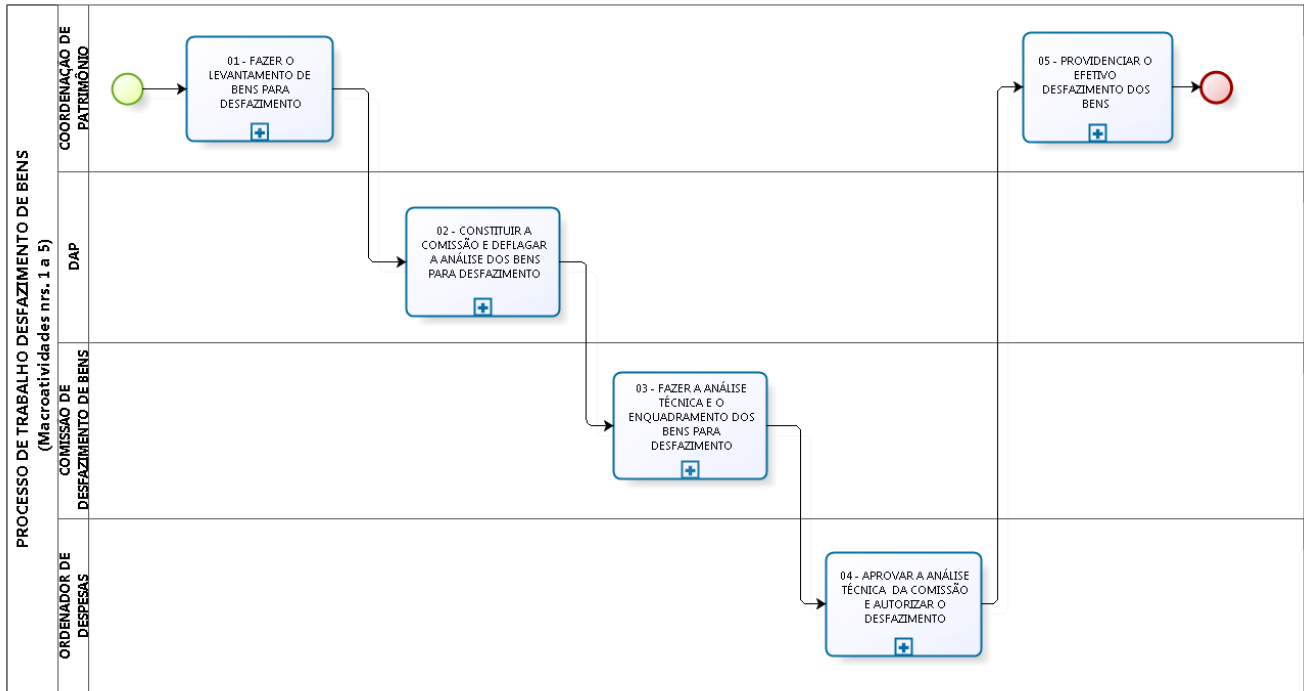 PROCESSO DE TRABALHO DESFAZIMENTO DE BENS
(Macroatividades nrs. 1 a 5)
COORDENAÇAO DE
PATRIMÔNIO
01 - FAZER O
LEVANTAMENTO DE
BENS PARA
DESFAZIMENTO
05 - PROVIDENCIAR O
EFETIVO
DESFAZIMENTO DOS
BENS
DAP
02 - CONSTITUIR A
COMISSÃO E DEFLAGAR
A ANÁLISE DOS BENS
PARA DESFAZIMENTO
COMISSÃO DE
DESFAZIMENTO DE BENS
03 - FAZER A ANÁLISE
TÉCNICA E O
ENQUADRAMENTO DOS
BENS PARA
DESFAZIMENTO
ORDENADOR DE
DESPESAS
04 - APROVAR A ANÁLISE
TÉCNICA DA COMISSÃO
E AUTORIZAR O
DESFAZIMENTO